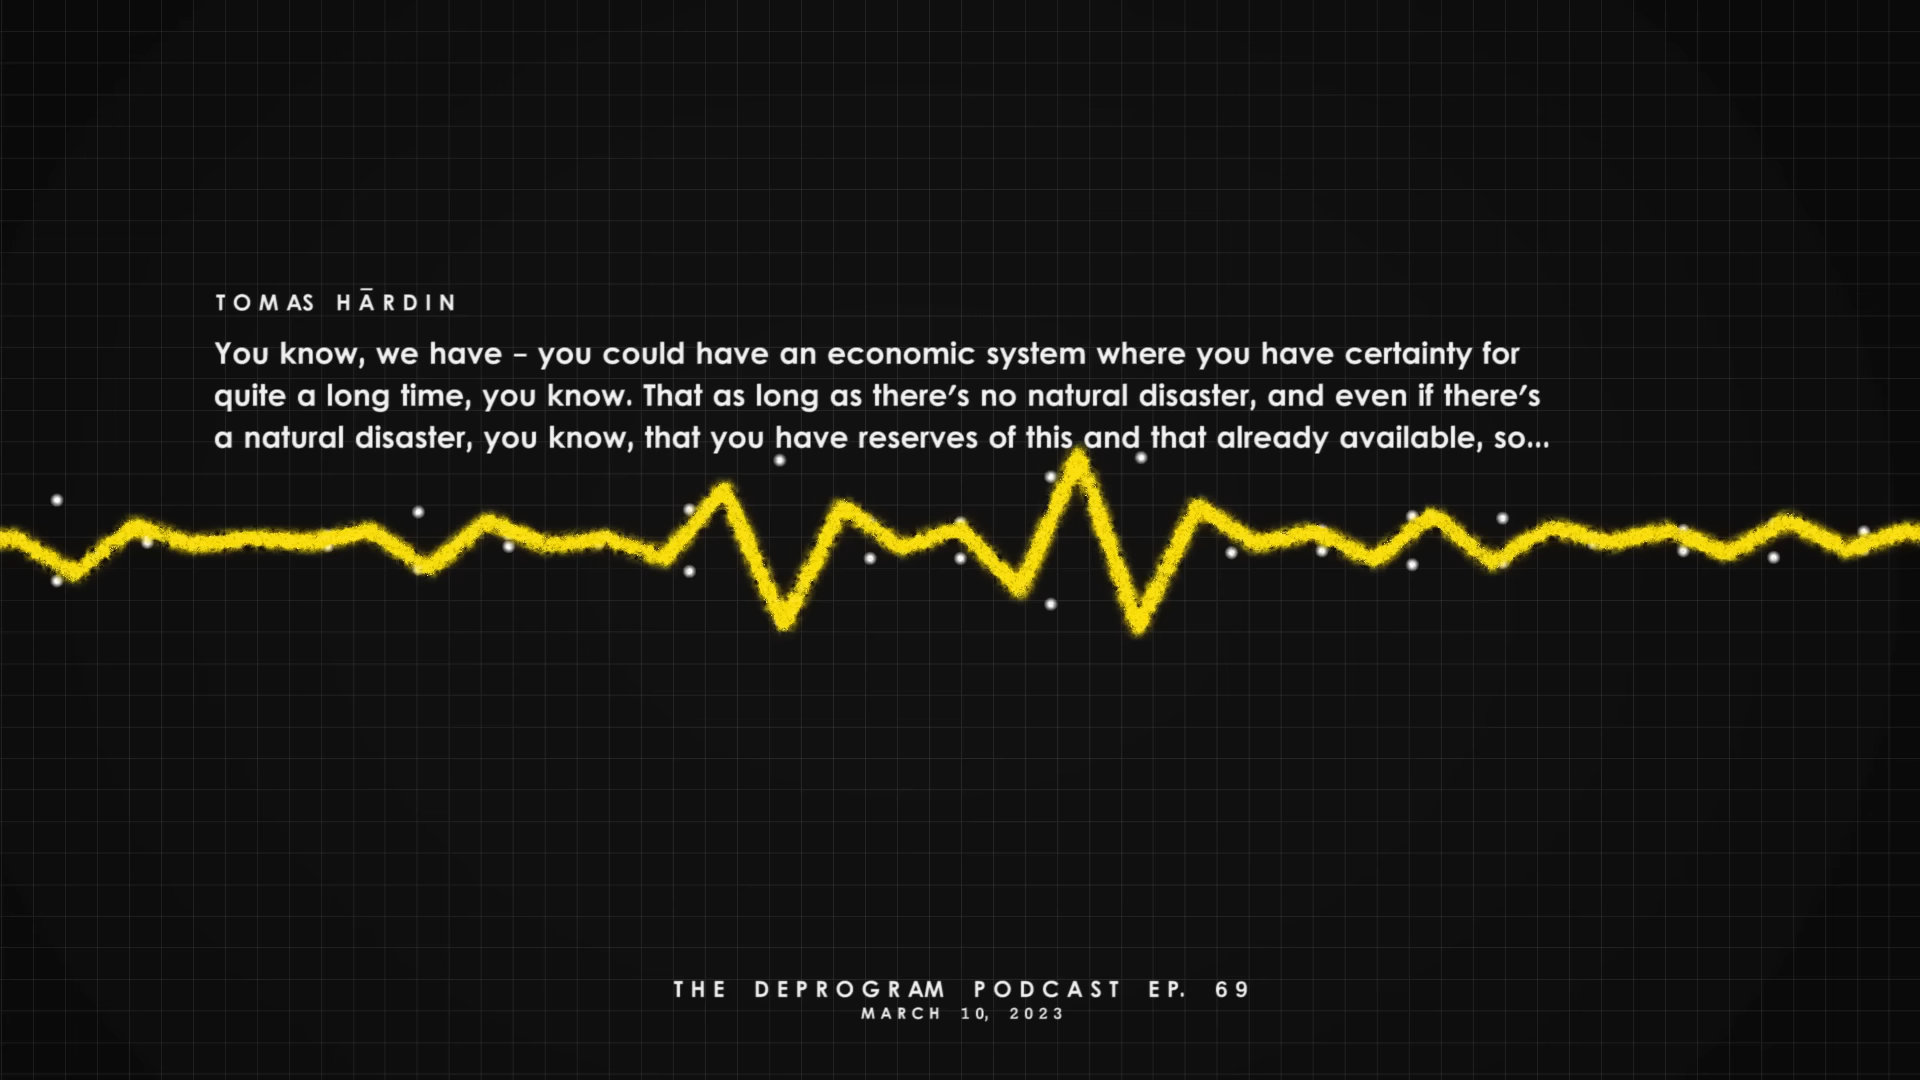 TOMAS HĀRDIN
You know, we have – you could have an economic system where you have certainty for
quite a long time, you know. That as long as there's no natural disaster, and even if there's
a natural disaster, you know, that you have reserves of this and that already available, so...
THE DEPROGRAM PODCAST EP. 69
MARCH 10, 2023